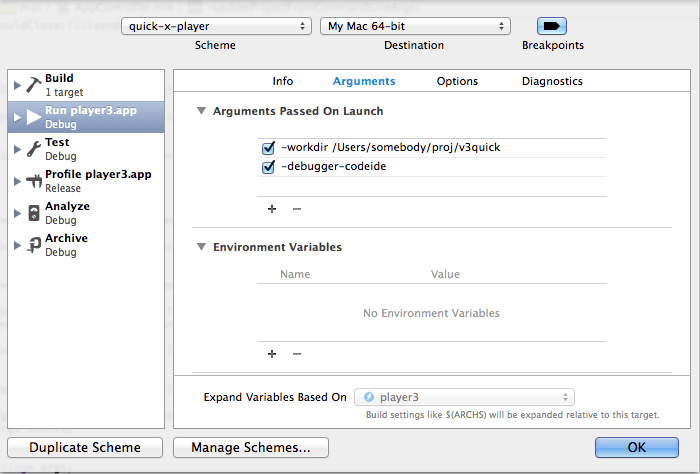 quick-x-player
My Mac 64-bit
Scheme
Destination
Breakpoints
Build
1 target
Run player3.app
Debug
Test
Debug
Profile player3.app
Release
Analyze
Debug
Archive
Debug
Info
Arguments
Options
Diagnostics
Arguments Passed On Launch
-workdir /Users/somebody/proj/v3quick
-debugger-codeide
Environment Variables
Name
Value
No Environment Variables
Expand Variables Based On
player3
Build settings like $(ARCHS) will be expanded relative to this target.
Duplicate Scheme
Manage Schemes...
OK